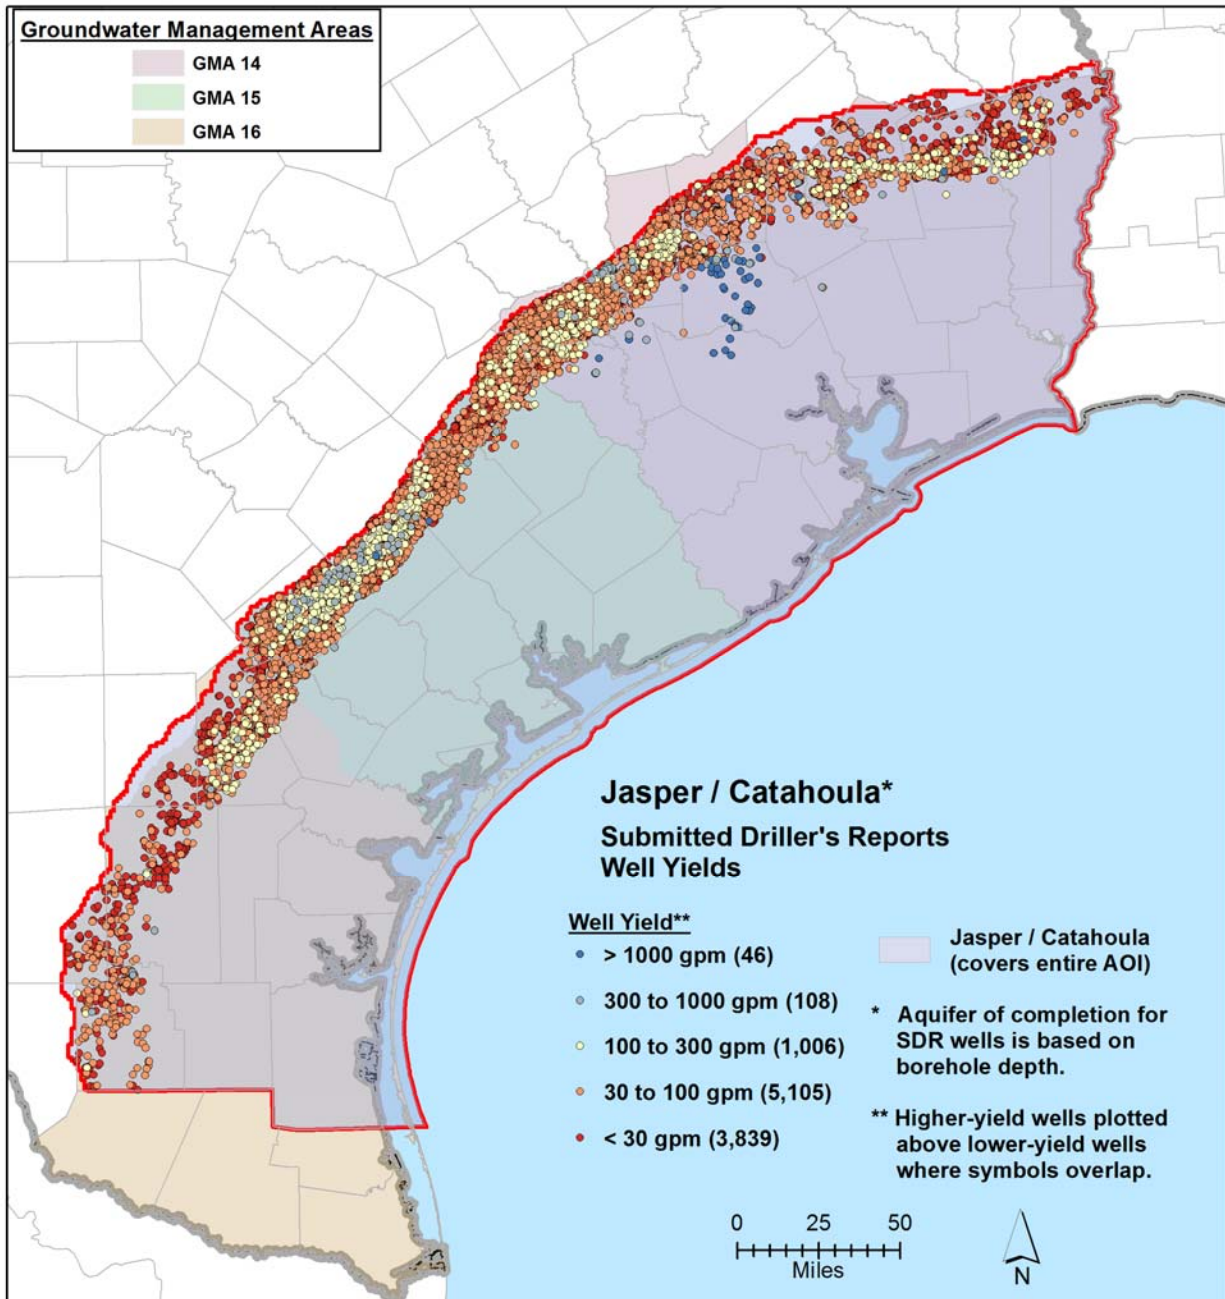 Groundwater Management Areas
GMA 14
GMA 15
GMA 16
Jasper / Catahoula*
Submitted Driller's Reports
Well Yields
Well Yield**
> 1000 gpm (46)
300 to 1000 gpm (108)
100 to 300 gpm (1,006)
30 to 100 gpm (5,105)
< 30 gpm (3,839)
Jasper / Catahoula
(covers entire AOI)
* Aquifer of completion for
SDR wells is based on
borehole depth.
** Higher-yield wells plotted
above lower-yield wells
where symbols overlap.
0 25 50
Miles
N